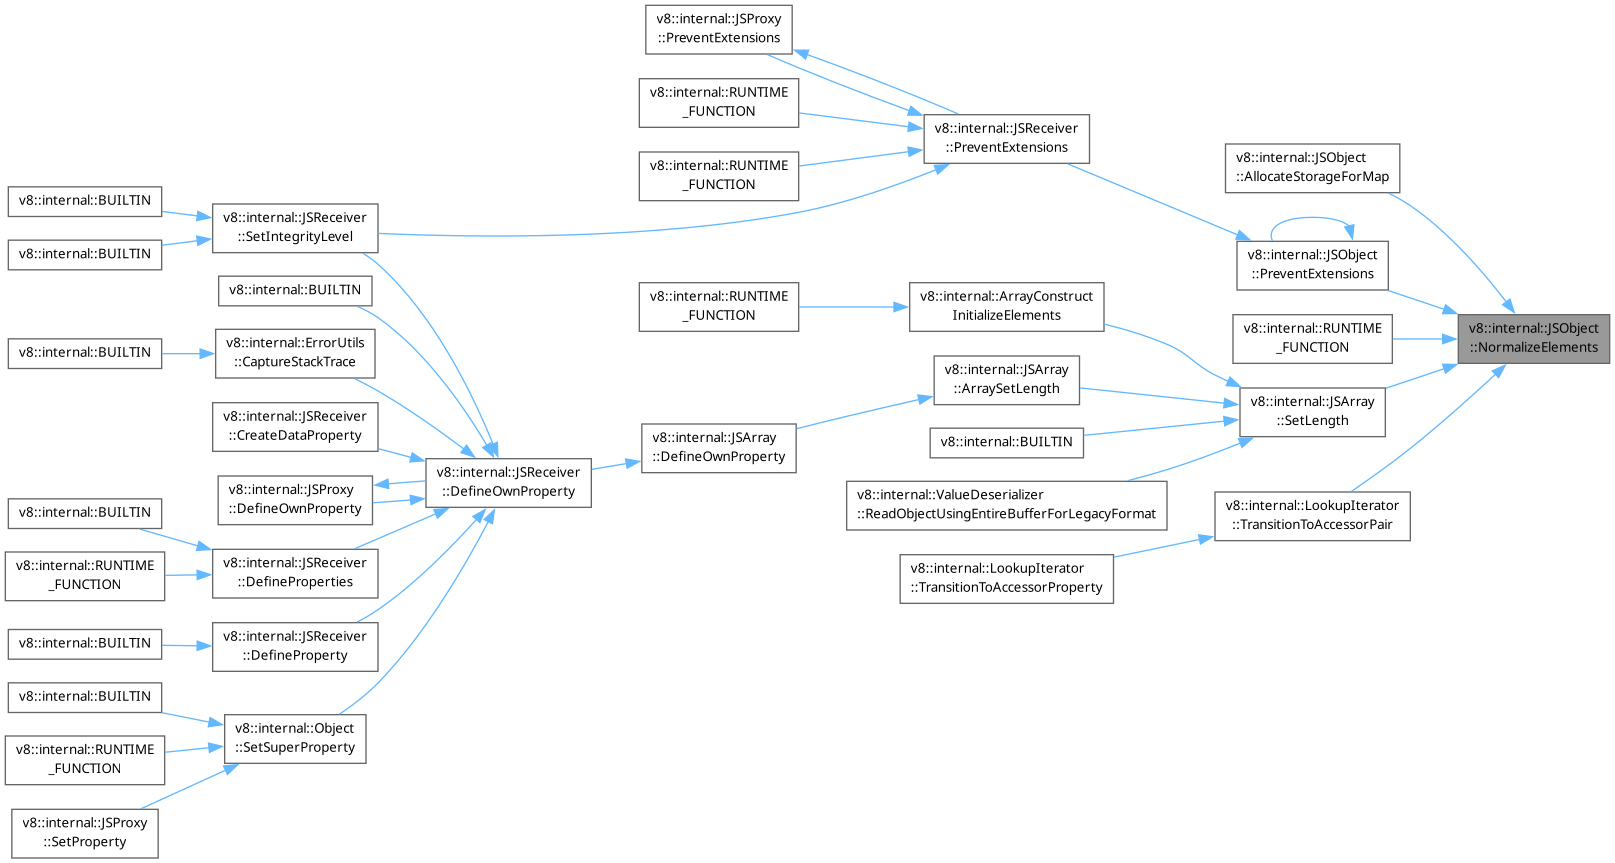 v8::internal::JSProxy
::PreventExtensions
v8::internal::RUNTIME
_FUNCTION
v8::internal::JSReceiver
::PreventExtensions
v8::internal::RUNTIME
_FUNCTION
v8::internal::JSObject
::AllocateStorageForMap
v8::internal::BUILTIN
v8::internal::JSReceiver
::SetIntegrityLevel
v8::internal::BUILTIN
v8::internal::JSObject
::PreventExtensions
v8::internal::BUILTIN
v8::internal::RUNTIME
_FUNCTION
v8::internal::ArrayConstruct
InitializeElements
v8::internal::RUNTIME
_FUNCTION
v8::internal::JSObject
::NormalizeElements
v8::internal::BUILTIN
v8::internal::ErrorUtils
::CaptureStackTrace
v8::internal::JSArray
::ArraySetLength
v8::internal::JSArray
::SetLength
v8::internal::JSReceiver
::CreateDataProperty
v8::internal::JSArray
::DefineOwnProperty
v8::internal::BUILTIN
v8::internal::JSReceiver
::DefineOwnProperty
v8::internal::JSProxy
::DefineOwnProperty
v8::internal::ValueDeserializer
::ReadObjectUsingEntireBufferForLegacyFormat
v8::internal::LookupIterator
::TransitionToAccessorPair
v8::internal::BUILTIN
v8::internal::RUNTIME
_FUNCTION
v8::internal::JSReceiver
::DefineProperties
v8::internal::LookupIterator
::TransitionToAccessorProperty
v8::internal::BUILTIN
v8::internal::JSReceiver
::DefineProperty
v8::internal::BUILTIN
v8::internal::Object
::SetSuperProperty
v8::internal::RUNTIME
_FUNCTION
v8::internal::JSProxy
::SetProperty